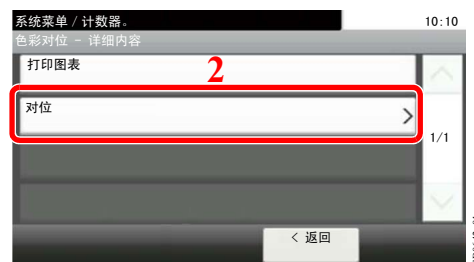 系统菜单 / 计数器。 10:10
色彩对位 - 详细内容
打印图表
2
对位 >
1/1
< 返回